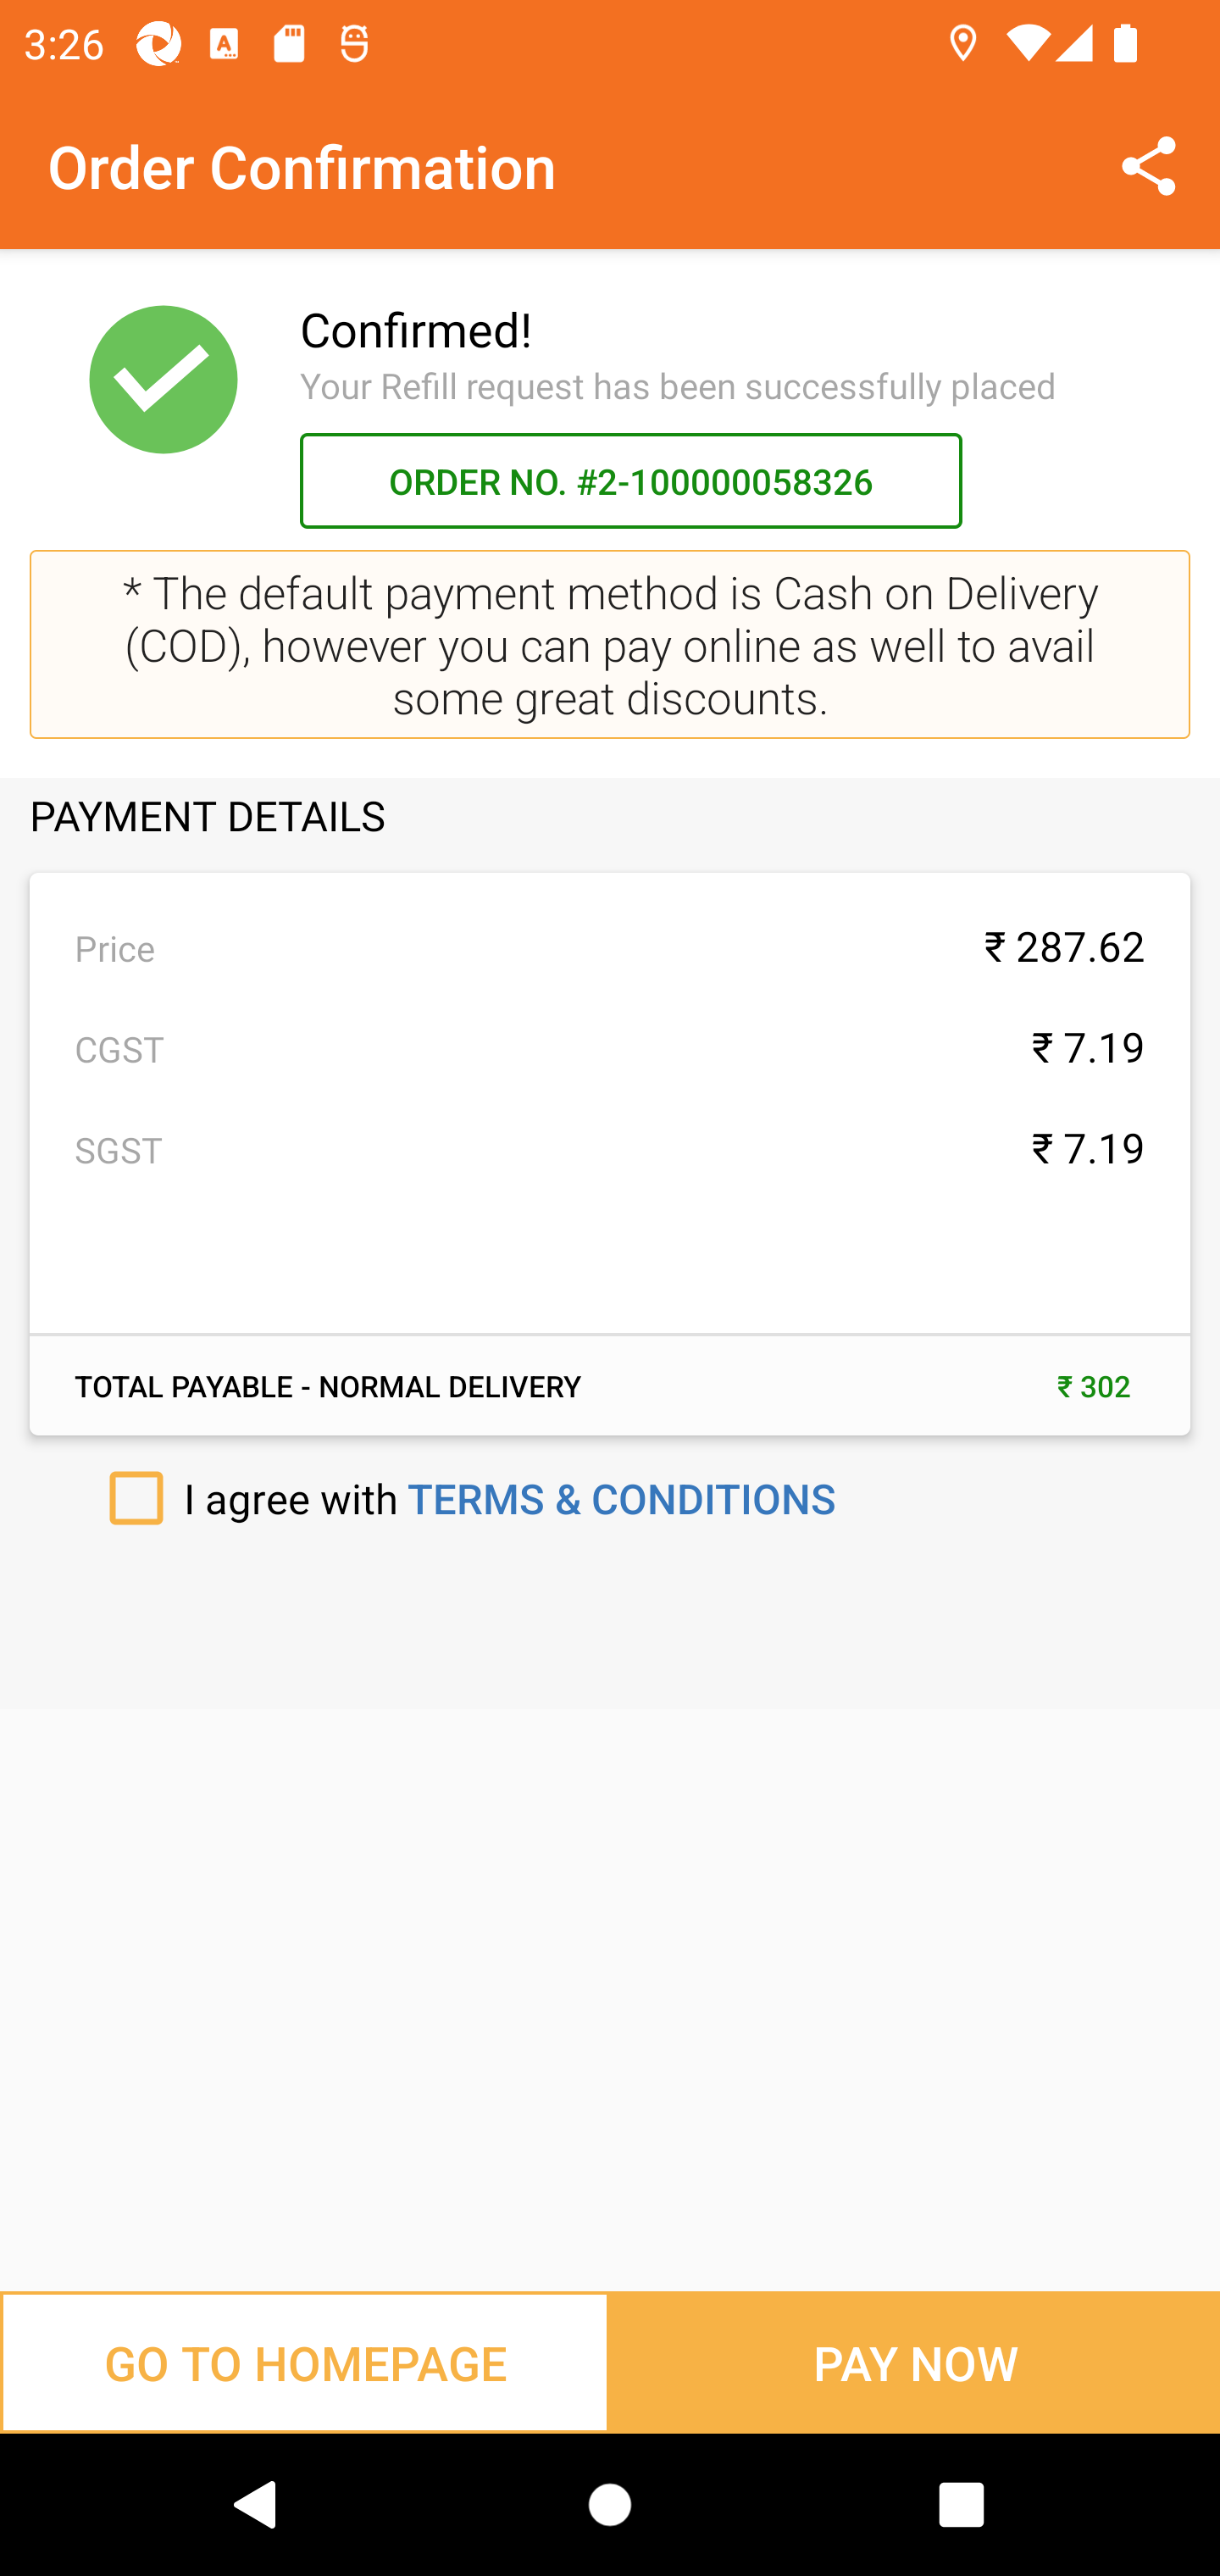 3:26
Order Confirmation
Confirmed!
Your Refill request has been successfully placed
ORDER NO. #2-100000058326
* The default payment method is Cash on Delivery
(COD), however you can pay online as well to avail
some great discounts.
PAYMENT DETAILS
Price ₹ 287.62
CGST ₹ 7.19
SGST ₹ 7.19
TOTAL PAYABLE - NORMAL DELIVERY ₹ 302
I agree with TERMS & CONDITIONS
GO TO HOMEPAGE PAY NOW